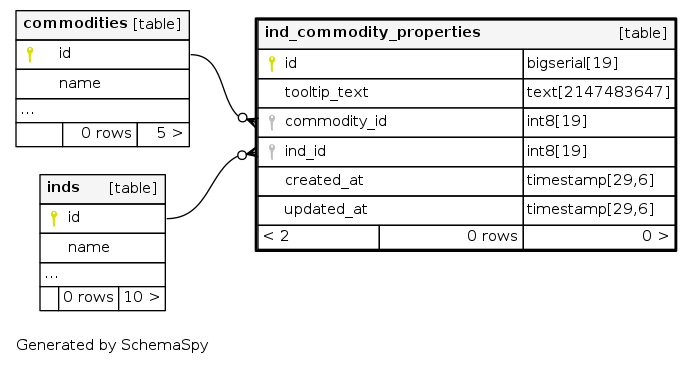 commodities [table]
id
name
...
0 rows 5 >
inds [table]
id
name
...
0 rows 10 >
ind_commodity_properties [table]
id bigserial[19]
tooltip_text text[2147483647]
commodity_id int8[19]
ind_id int8[19]
created_at timestamp[29,6]
updated_at timestamp[29,6]
< 2 0 rows 0 >
Generated by SchemaSpy